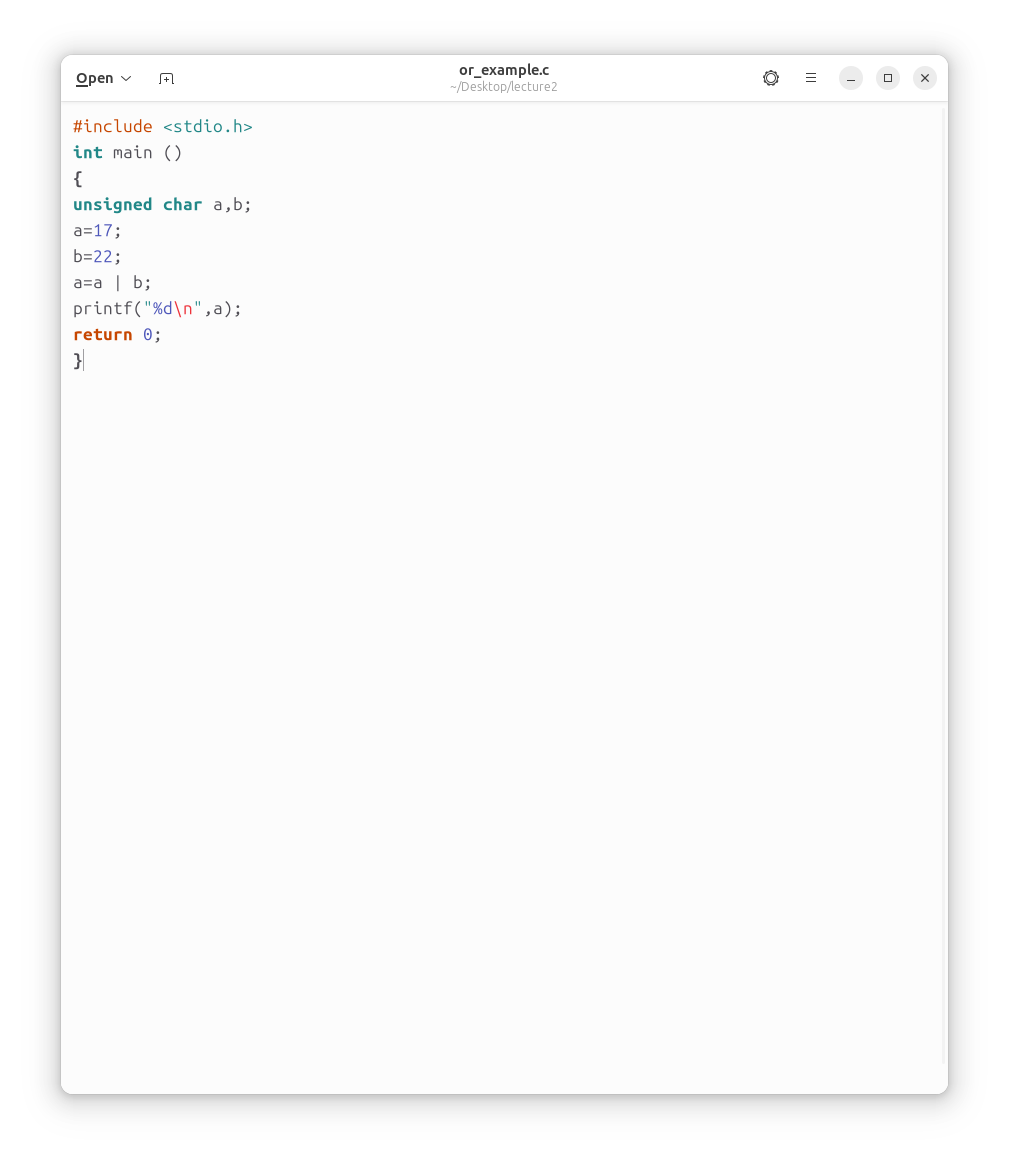 Open
or_example.c
~/Desktop/lecture2
#include <stdio.h>
int main ()
{
unsigned char a,b;
a=17;
b=22;
a=a | b;
printf("%d\n",a);
return 0;
}